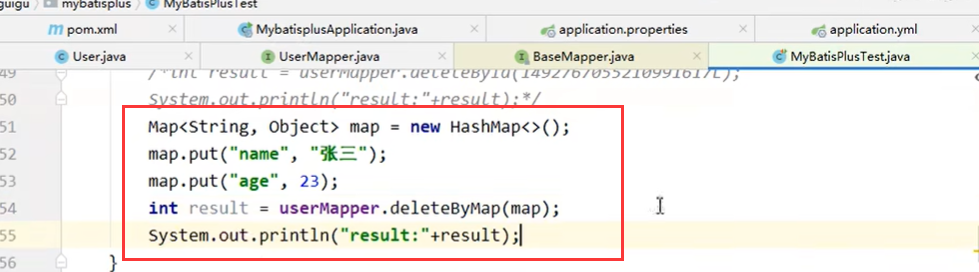 guigu mybatisplus MyBatisPlusTest
pom.xml MybatisplusApplication.java application.properties application.yml
User.java UserMapper.java BaseMapper.java MyBatisPlusTest.java
49 /*int result = userMapper.deleteById(1492767055210991617L);
50 System.out.println("result:"+result);*/
51 Map<String, Object> map = new HashMap<>();
52 map.put("name", "张三");
53 map.put("age", 23);
54 int result = userMapper.deleteByMap(map);
55 System.out.println("result:"+result);
56 }